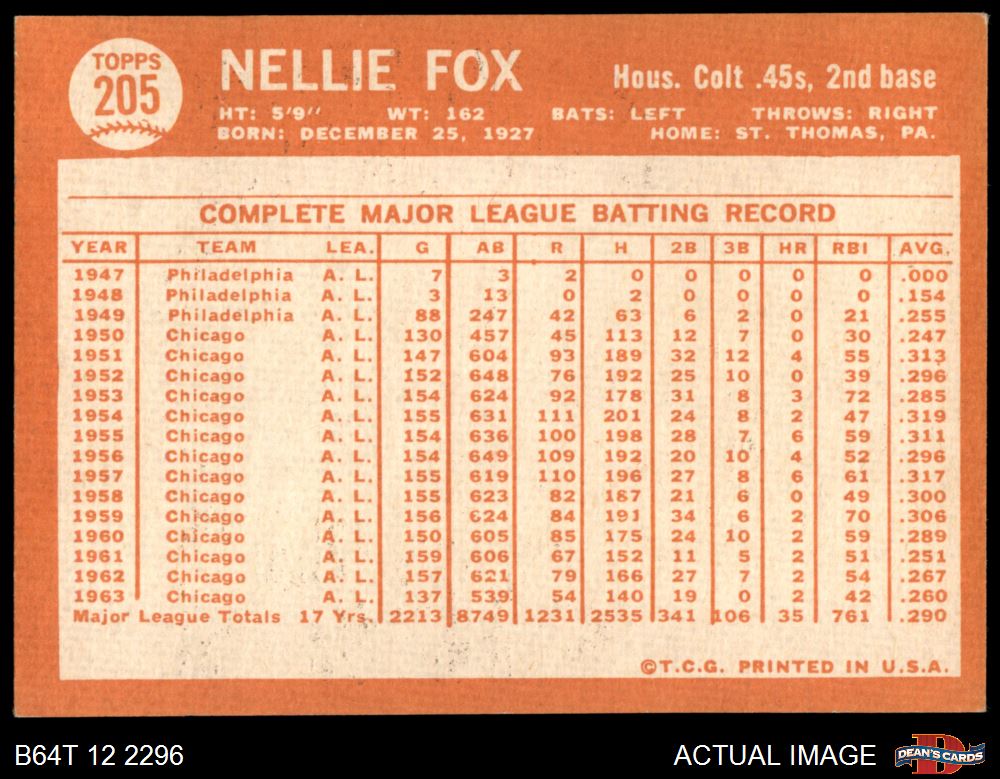 TOPPS
205
NELLIE FOX
Hous. Colt .45s, 2nd base
HT: 5'9'' WT: 162 BATS: LEFT THROWS: RIGHT
BORN: DECEMBER 25, 1927 HOME: ST. THOMAS, PA.
COMPLETE MAJOR LEAGUE BATTING RECORD
YEAR TEAM LEA. G AB R H 2B 3B HR RBI AVG.
1947 Philadelphia A. L. 7 3 2 0 0 0 0 0 .000
1948 Philadelphia A. L. 3 13 0 2 0 0 0 0 .154
1949 Philadelphia A. L. 88 247 42 63 6 2 0 21 .255
1950 Chicago A. L. 130 457 45 113 12 7 0 30 .247
1951 Chicago A. L. 147 604 93 189 32 12 4 55 .313
1952 Chicago A. L. 152 648 76 192 25 10 0 39 .296
1953 Chicago A. L. 154 624 92 178 31 8 3 72 .285
1954 Chicago A. L. 155 631 111 201 24 8 2 47 .319
1955 Chicago A. L. 154 636 100 198 28 7 6 59 .311
1956 Chicago A. L. 154 649 109 192 20 10 4 52 .296
1957 Chicago A. L. 155 619 110 196 27 8 6 61 .317
1958 Chicago A. L. 155 623 82 187 21 6 0 49 .300
1959 Chicago A. L. 156 624 84 191 34 6 2 70 .306
1960 Chicago A. L. 150 605 85 175 24 10 2 59 .289
1961 Chicago A. L. 159 606 67 152 11 5 2 51 .251
1962 Chicago A. L. 157 621 79 166 27 7 2 54 .267
1963 Chicago A. L. 137 539 54 140 19 0 2 42 .260
Major League Totals 17 Yrs. 2213 8749 1231 2535 341 106 35 761 .290
©T.C.G. PRINTED IN U.S.A.
B64T 12 2296 ACTUAL IMAGE
D
DEAN'S CARDS